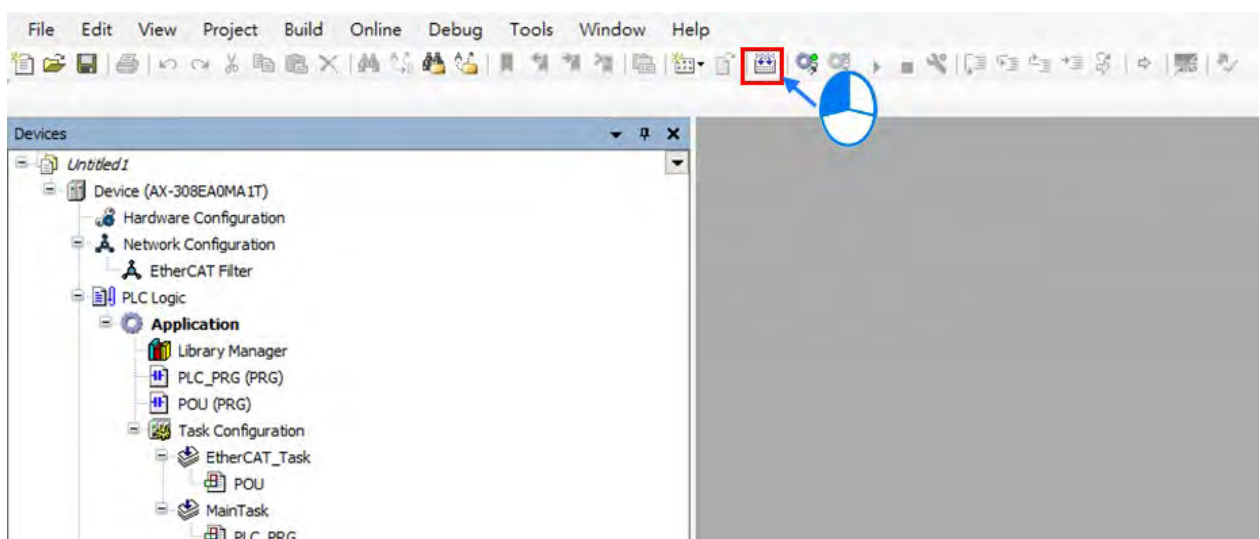 File Edit View Project Build Online Debug Tools Window Help
Devices
Untitled1
Device (AX-308EA0MA1T)
Hardware Configuration
Network Configuration
EtherCAT Filter
PLC Logic
Application
Library Manager
PLC_PRG (PRG)
POU (PRG)
Task Configuration
EtherCAT_Task
POU
MainTask
PLC_PRG